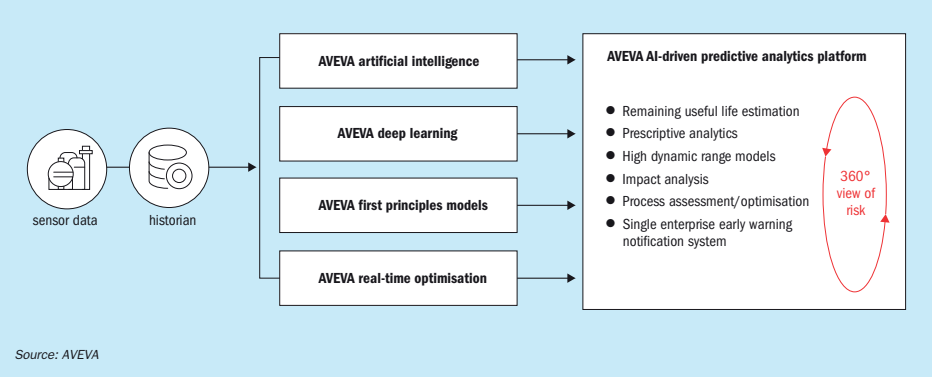 sensor data
historian
AVEVA artificial intelligence
AVEVA deep learning
AVEVA first principles models
AVEVA real-time optimisation
AVEVA AI-driven predictive analytics platform
● Remaining useful life estimation
● Prescriptive analytics
● High dynamic range models
● Impact analysis
● Process assessment/optimisation
● Single enterprise early warning
notification system
360°
view of
risk
Source: AVEVA